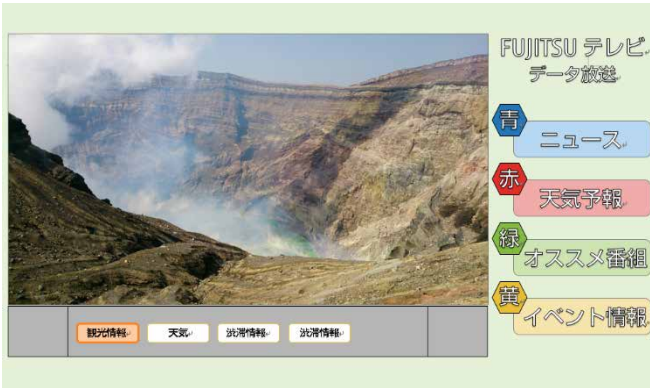 FUJITSU テレビ
データ放送
青
ニュース
赤
天気予報
緑
オススメ番組
黄
イベント情報
観光情報
天気
渋滞情報
渋滞情報